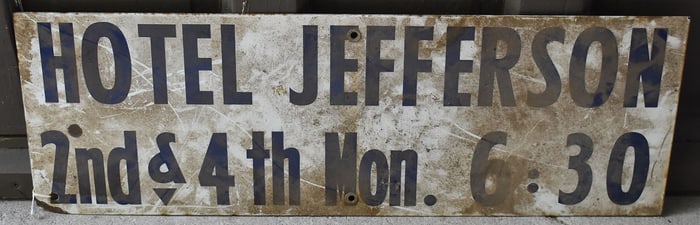 HOTEL JEFFERSON
2nd & 4th Mon. 6:30